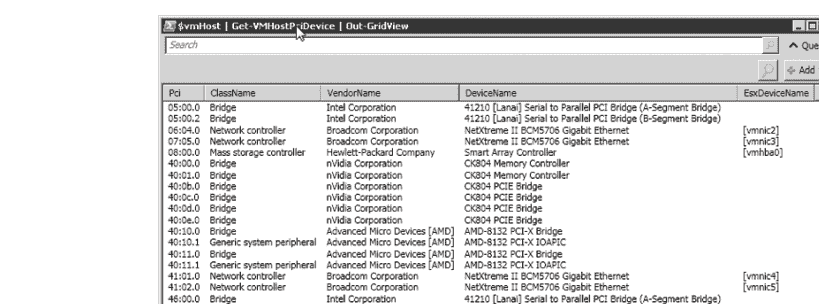 $vmHost | Get-VMHostPciDevice | Out-GridView
Search
Que
Add
Pci ClassName VendorName DeviceName EsxDeviceName
05:00.0 Bridge Intel Corporation 41210 [Lanai] Serial to Parallel PCI Bridge (A-Segment Bridge)
05:00.2 Bridge Intel Corporation 41210 [Lanai] Serial to Parallel PCI Bridge (B-Segment Bridge)
06:04.0 Network controller Broadcom Corporation NetXtreme II BCM5706 Gigabit Ethernet [vmnic2]
07:05.0 Network controller Broadcom Corporation NetXtreme II BCM5706 Gigabit Ethernet [vmnic3]
08:00.0 Mass storage controller Hewlett-Packard Company Smart Array Controller [vmhba0]
40:00.0 Bridge nVidia Corporation CK804 Memory Controller
40:01.0 Bridge nVidia Corporation CK804 Memory Controller
40:0b.0 Bridge nVidia Corporation CK804 PCIE Bridge
40:0c.0 Bridge nVidia Corporation CK804 PCIE Bridge
40:0d.0 Bridge nVidia Corporation CK804 PCIE Bridge
40:0e.0 Bridge nVidia Corporation CK804 PCIE Bridge
40:10.0 Bridge Advanced Micro Devices [AMD] AMD-8132 PCI-X Bridge
40:10.1 Generic system peripheral Advanced Micro Devices [AMD] AMD-8132 PCI-X IOAPIC
40:11.0 Bridge Advanced Micro Devices [AMD] AMD-8132 PCI-X Bridge
40:11.1 Generic system peripheral Advanced Micro Devices [AMD] AMD-8132 PCI-X IOAPIC
41:01.0 Network controller Broadcom Corporation NetXtreme II BCM5706 Gigabit Ethernet [vmnic4]
41:02.0 Network controller Broadcom Corporation NetXtreme II BCM5706 Gigabit Ethernet [vmnic5]
46:00.0 Bridge Intel Corporation 41210 [Lanai] Serial to Parallel PCI Bridge (A-Segment Bridge)